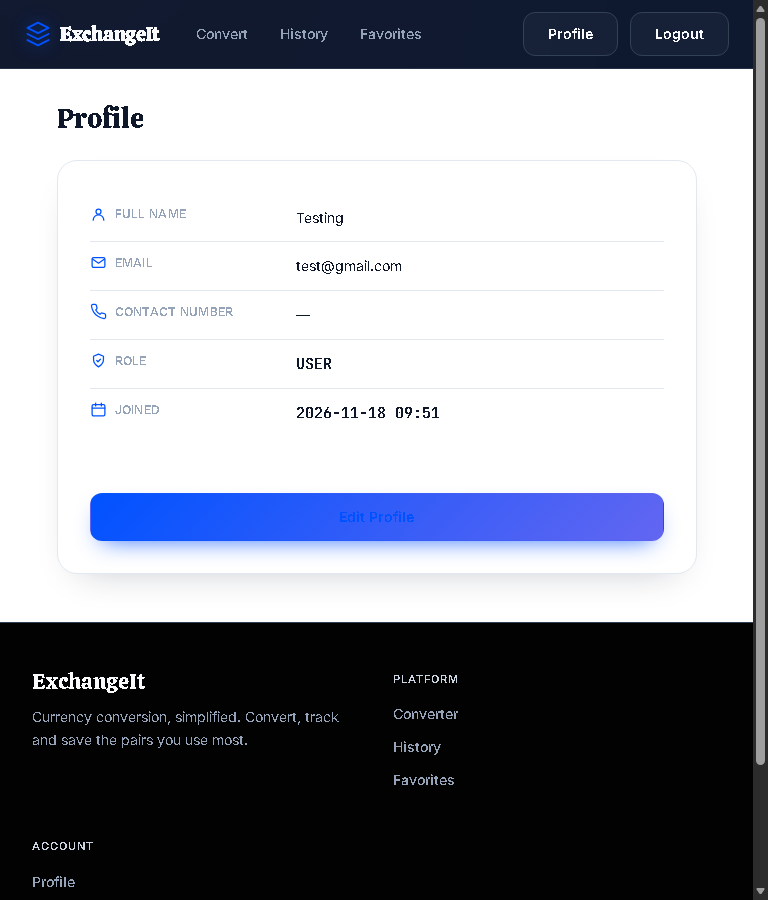 ExchangeIt
Convert
History
Favorites
Profile
Logout
Profile
FULL NAME
Testing
EMAIL
test@gmail.com
CONTACT NUMBER
—
ROLE
USER
JOINED
2026-11-18 09:51
Edit Profile
ExchangeIt
Currency conversion, simplified. Convert, track
and save the pairs you use most.
PLATFORM
Converter
History
Favorites
ACCOUNT
Profile